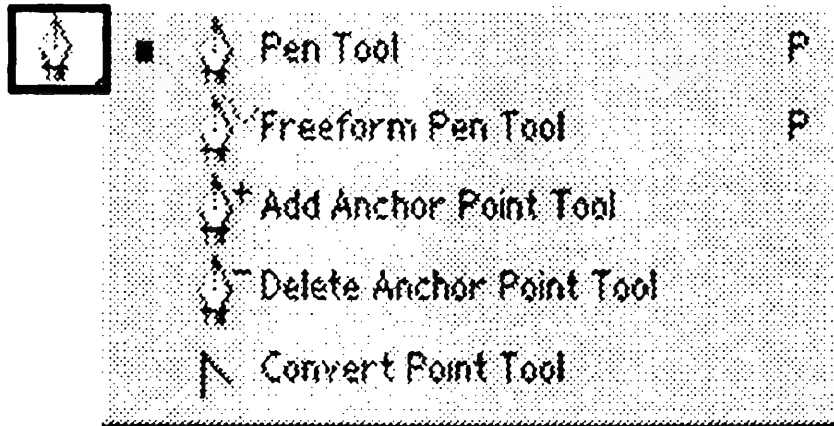 Pen Tool P
Freeform Pen Tool P
Add Anchor Point Tool
Delete Anchor Point Tool
Convert Point Tool